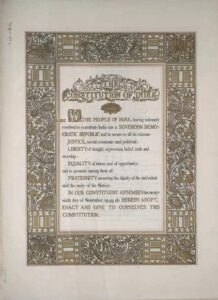 CONSTITUTION OF INDIA
WE, THE PEOPLE OF INDIA, having solemnly
resolved to constitute India into a SOVEREIGN DEMO-
CRATIC REPUBLIC and to secure to all its citizens:
JUSTICE, social, economic and political;
LIBERTY of thought, expression, belief, faith and
worship;
EQUALITY of status and of opportunity;
and to promote among them all
FRATERNITY assuring the dignity of the individual
and the unity of the Nation;
IN OUR CONSTITUENT ASSEMBLY this twenty-
sixth day of November, 1949, do HEREBY ADOPT,
ENACT AND GIVE TO OURSELVES THIS
CONSTITUTION.